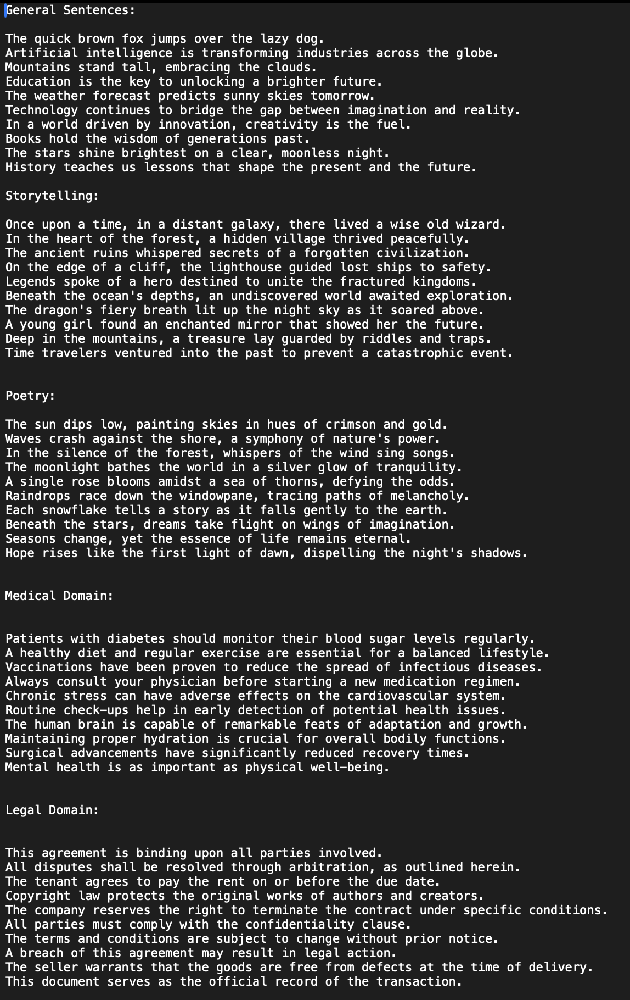 General Sentences:
The quick brown fox jumps over the lazy dog.
Artificial intelligence is transforming industries across the globe.
Mountains stand tall, embracing the clouds.
Education is the key to unlocking a brighter future.
The weather forecast predicts sunny skies tomorrow.
Technology continues to bridge the gap between imagination and reality.
In a world driven by innovation, creativity is the fuel.
Books hold the wisdom of generations past.
The stars shine brightest on a clear, moonless night.
History teaches us lessons that shape the present and the future.
Storytelling:
Once upon a time, in a distant galaxy, there lived a wise old wizard.
In the heart of the forest, a hidden village thrived peacefully.
The ancient ruins whispered secrets of a forgotten civilization.
On the edge of a cliff, the lighthouse guided lost ships to safety.
Legends spoke of a hero destined to unite the fractured kingdoms.
Beneath the ocean's depths, an undiscovered world awaited exploration.
The dragon's fiery breath lit up the night sky as it soared above.
A young girl found an enchanted mirror that showed her the future.
Deep in the mountains, a treasure lay guarded by riddles and traps.
Time travelers ventured into the past to prevent a catastrophic event.
Poetry:
The sun dips low, painting skies in hues of crimson and gold.
Waves crash against the shore, a symphony of nature's power.
In the silence of the forest, whispers of the wind sing songs.
The moonlight bathes the world in a silver glow of tranquility.
A single rose blooms amidst a sea of thorns, defying the odds.
Raindrops race down the windowpane, tracing paths of melancholy.
Each snowflake tells a story as it falls gently to the earth.
Beneath the stars, dreams take flight on wings of imagination.
Seasons change, yet the essence of life remains eternal.
Hope rises like the first light of dawn, dispelling the night's shadows.
Medical Domain:
Patients with diabetes should monitor their blood sugar levels regularly.
A healthy diet and regular exercise are essential for a balanced lifestyle.
Vaccinations have been proven to reduce the spread of infectious diseases.
Always consult your physician before starting a new medication regimen.
Chronic stress can have adverse effects on the cardiovascular system.
Routine check-ups help in early detection of potential health issues.
The human brain is capable of remarkable feats of adaptation and growth.
Maintaining proper hydration is crucial for overall bodily functions.
Surgical advancements have significantly reduced recovery times.
Mental health is as important as physical well-being.
Legal Domain:
This agreement is binding upon all parties involved.
All disputes shall be resolved through arbitration, as outlined herein.
The tenant agrees to pay the rent on or before the due date.
Copyright law protects the original works of authors and creators.
The company reserves the right to terminate the contract under specific conditions.
All parties must comply with the confidentiality clause.
The terms and conditions are subject to change without prior notice.
A breach of this agreement may result in legal action.
The seller warrants that the goods are free from defects at the time of delivery.
This document serves as the official record of the transaction.